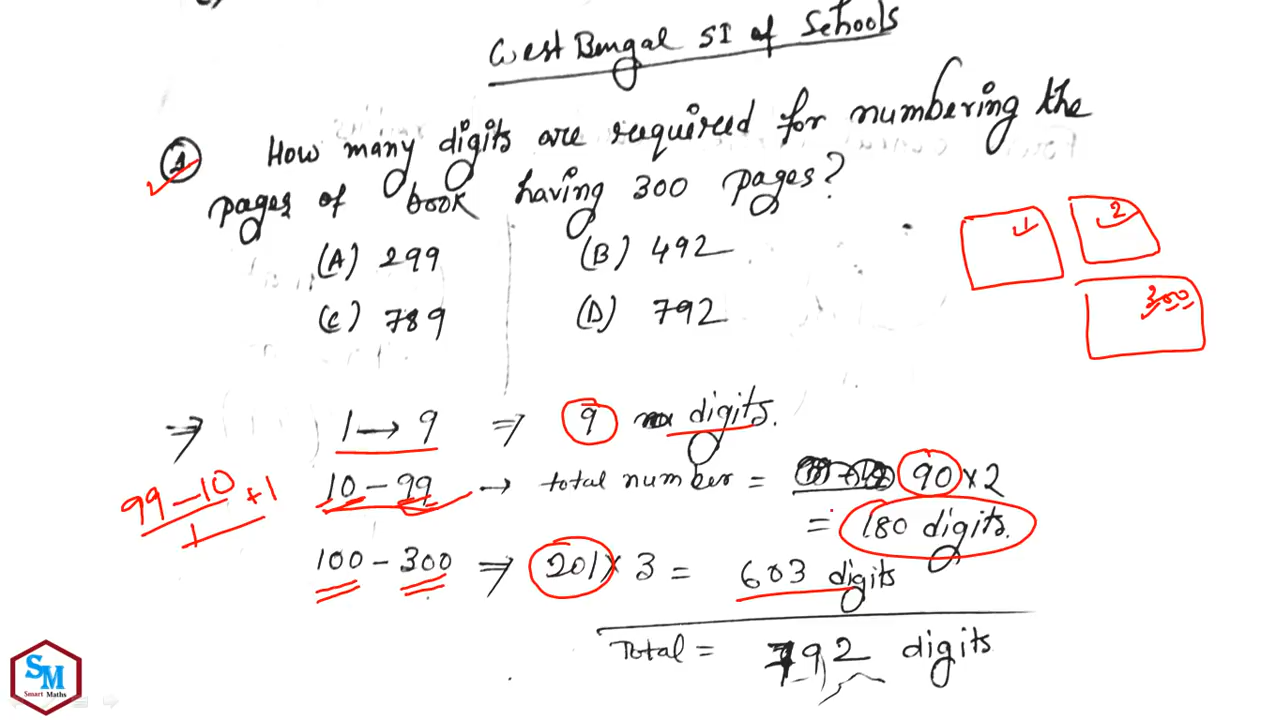 West Bengal SI of Schools
1 How many digits are required for numbering the
pages of book having 300 pages?
(A) 299 (B) 492
(C) 789 (D) 792
1 2
300
⇒ 1 → 9 ⇒ 9 digits.
10 - 99 → total number = 90 × 2
99 - 10 / 1 + 1
= 180 digits.
100 - 300 ⇒ 201 × 3 = 603 digits
Total = 792 digits
SM
Smart Maths